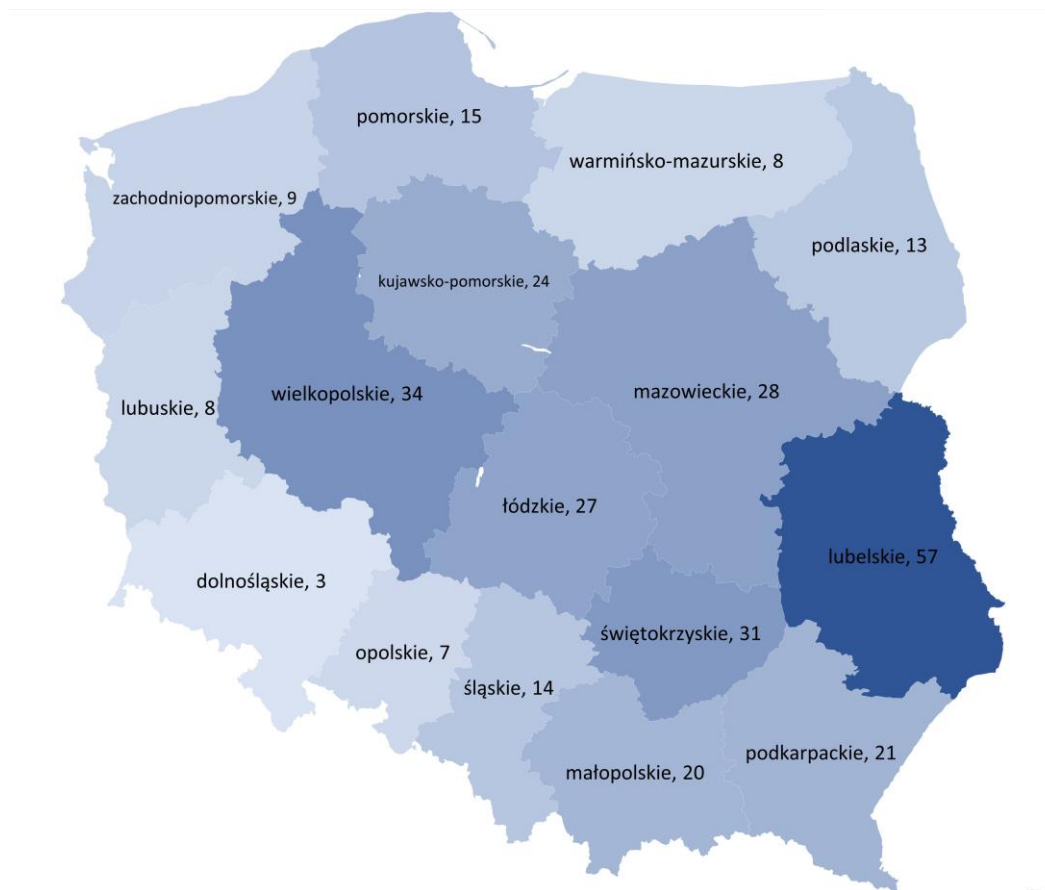 pomorskie, 15
warmińsko-mazurskie, 8
zachodniopomorskie, 9
podlaskie, 13
kujawsko-pomorskie, 24
wielkopolskie, 34
mazowieckie, 28
lubuskie, 8
łódzkie, 27
lubelskie, 57
dolnośląskie, 3
świętokrzyskie, 31
opolskie, 7
śląskie, 14
podkarpackie, 21
małopolskie, 20